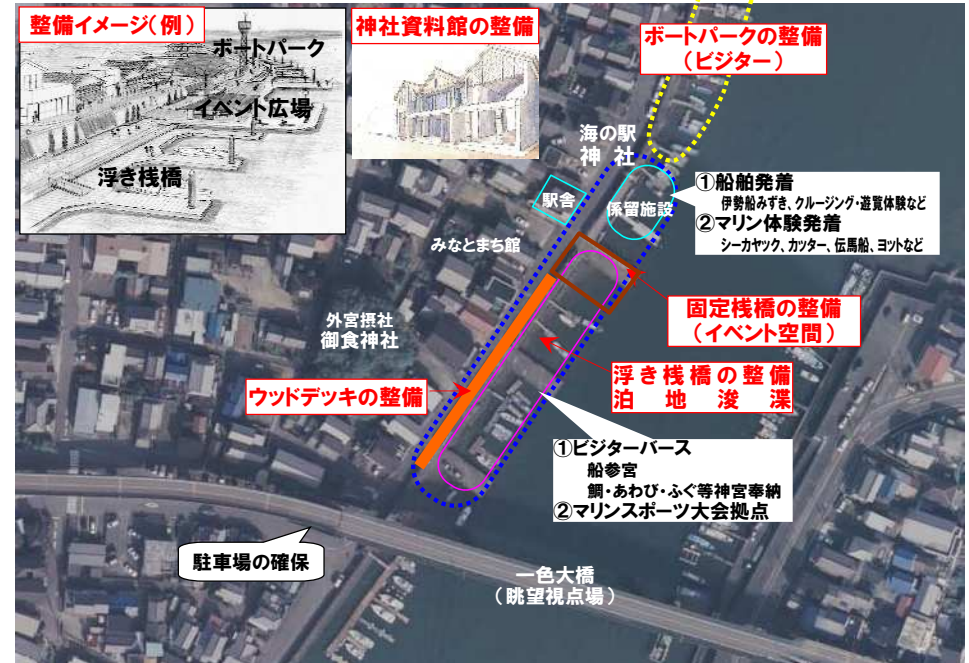 整備イメージ(例)
ボートパーク
イベント広場
浮き桟橋
神社資料館の整備
ボートパークの整備
(ビジター)
海の駅
神社
駅舎
係留施設
①船舶発着
伊勢船みずき、クルージング・遊覧体験など
②マリン体験発着
シーカヤック、カッター、伝馬船、ヨットなど
みなとまち館
外宮摂社
御食神社
固定桟橋の整備
(イベント空間)
浮き桟橋の整備
泊地浚渫
ウッドデッキの整備
①ビジターバース
船参宮
鯛・あわび・ふぐ等神宮奉納
②マリンスポーツ大会拠点
駐車場の確保
一色大橋
(眺望視点場)